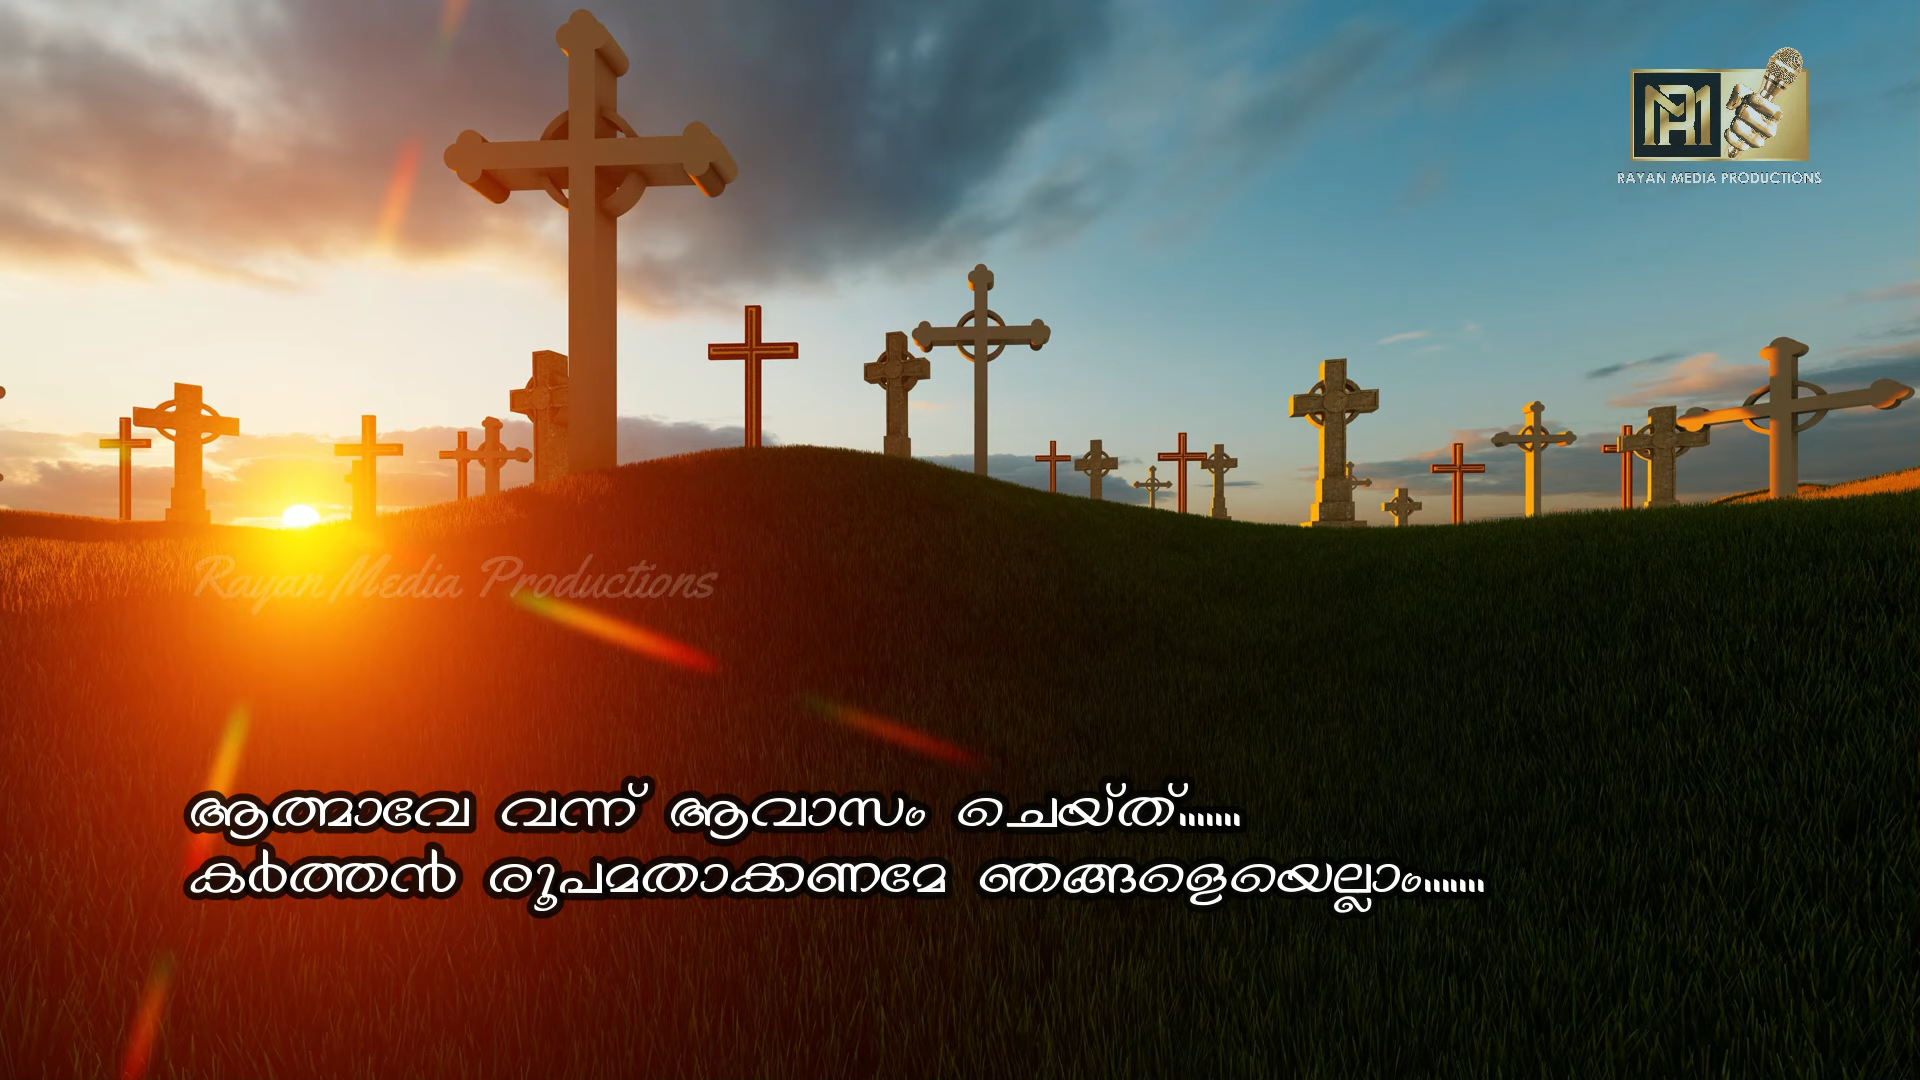 RAYAN MEDIA PRODUCTIONS
Rayan Media Productions
ആത്മാവേ വന്ന് ആവാസം ചെയ്ത്......
കർത്തൻ രൂപമതാക്കണമേ ഞങ്ങളെയെല്ലാം......